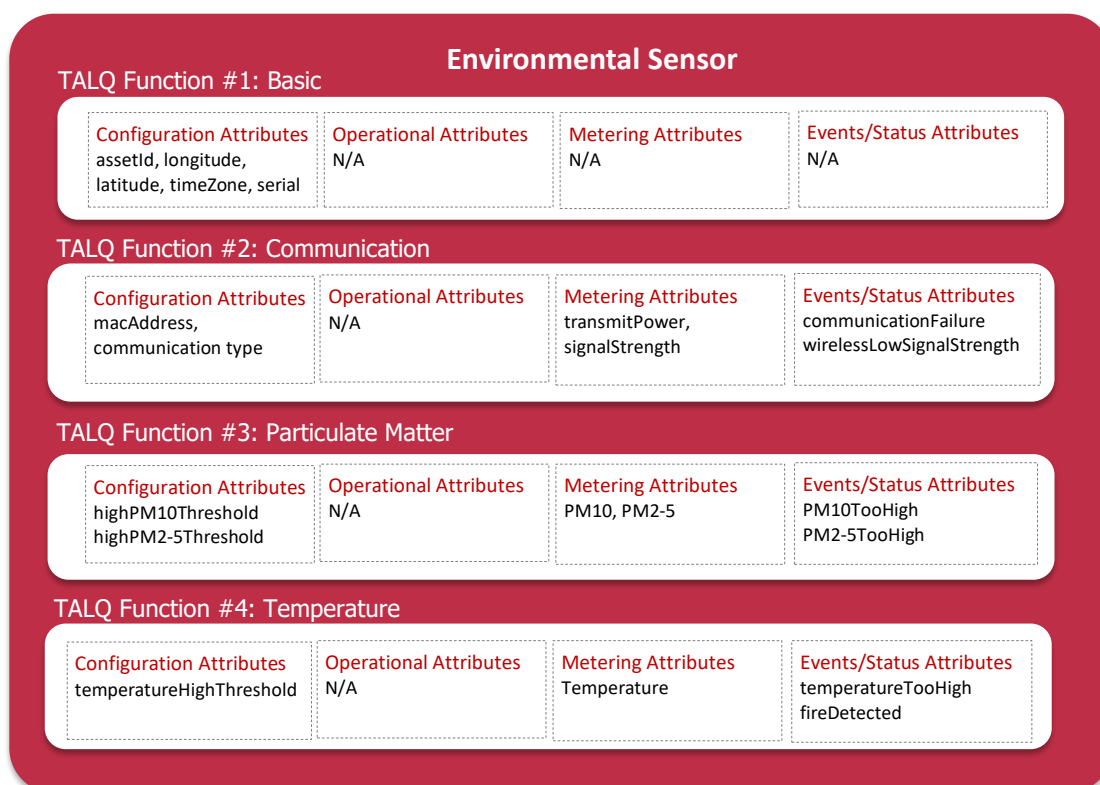 Environmental Sensor
TALQ Function #1: Basic
Configuration Attributes
assetId, longitude,
latitude, timeZone, serial
Operational Attributes
N/A
Metering Attributes
N/A
Events/Status Attributes
N/A
TALQ Function #2: Communication
Configuration Attributes
macAddress,
communication type
Operational Attributes
N/A
Metering Attributes
transmitPower,
signalStrength
Events/Status Attributes
communicationFailure
wirelessLowSignalStrength
TALQ Function #3: Particulate Matter
Configuration Attributes
highPM10Threshold
highPM2-5Threshold
Operational Attributes
N/A
Metering Attributes
PM10, PM2-5
Events/Status Attributes
PM10TooHigh
PM2-5TooHigh
TALQ Function #4: Temperature
Configuration Attributes
temperatureHighThreshold
Operational Attributes
N/A
Metering Attributes
Temperature
Events/Status Attributes
temperatureTooHigh
fireDetected